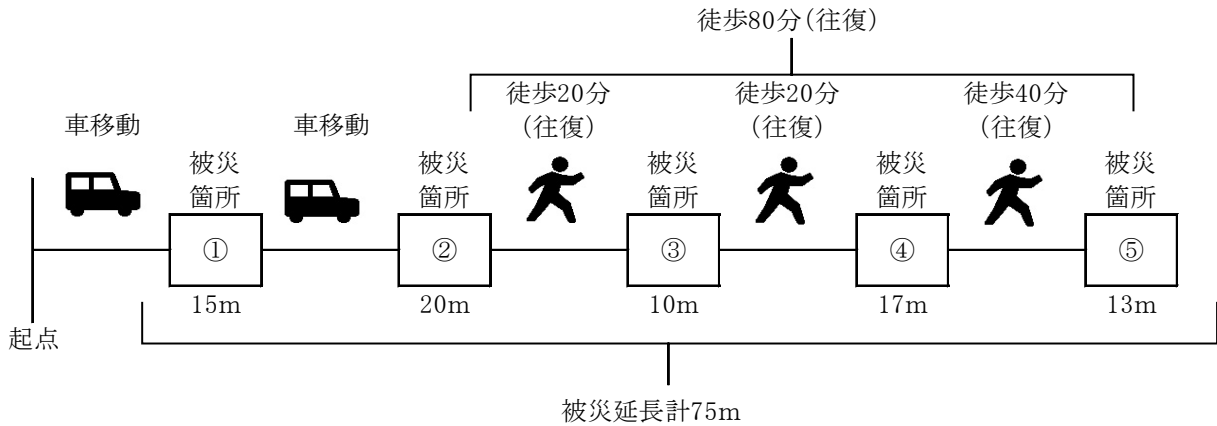 徒歩80分(往復)
徒歩20分
(往復)
徒歩20分
(往復)
徒歩40分
(往復)
車移動
車移動
被災
箇所
被災
箇所
被災
箇所
被災
箇所
被災
箇所
①
②
③
④
⑤
15m
20m
10m
17m
13m
起点
被災延長計75m